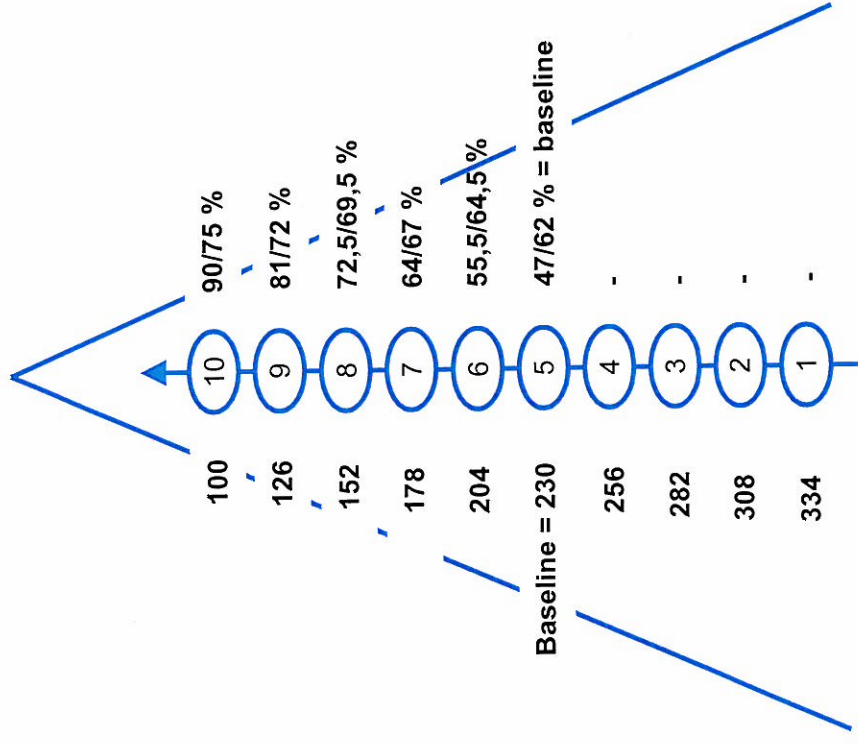 100 10 90/75 %
126 9 81/72 %
152 8 72,5/69,5 %
178 7 64/67 %
204 6 55,5/64,5 %
Baseline = 230 5 47/62 % = baseline
256 4 -
282 3 -
308 2 -
334 1 -